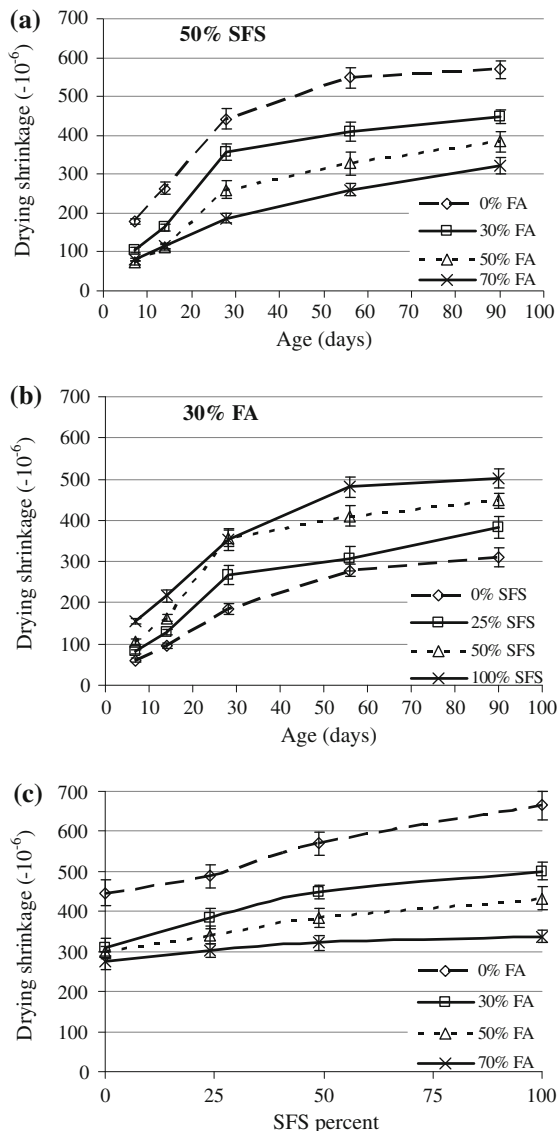 (a)
50% SFS
Drying shrinkage (-10-6)
700
600
500
400
300
200
100
0
0 10 20 30 40 50 60 70 80 90 100
Age (days)
0% FA
30% FA
50% FA
70% FA
(b)
30% FA
Drying shrinkage (-10-6)
700
600
500
400
300
200
100
0
0 10 20 30 40 50 60 70 80 90 100
Age (days)
0% SFS
25% SFS
50% SFS
100% SFS
(c)
Drying shrinkage (-10-6)
700
600
500
400
300
200
100
0
0 25 50 75 100
SFS percent
0% FA
30% FA
50% FA
70% FA